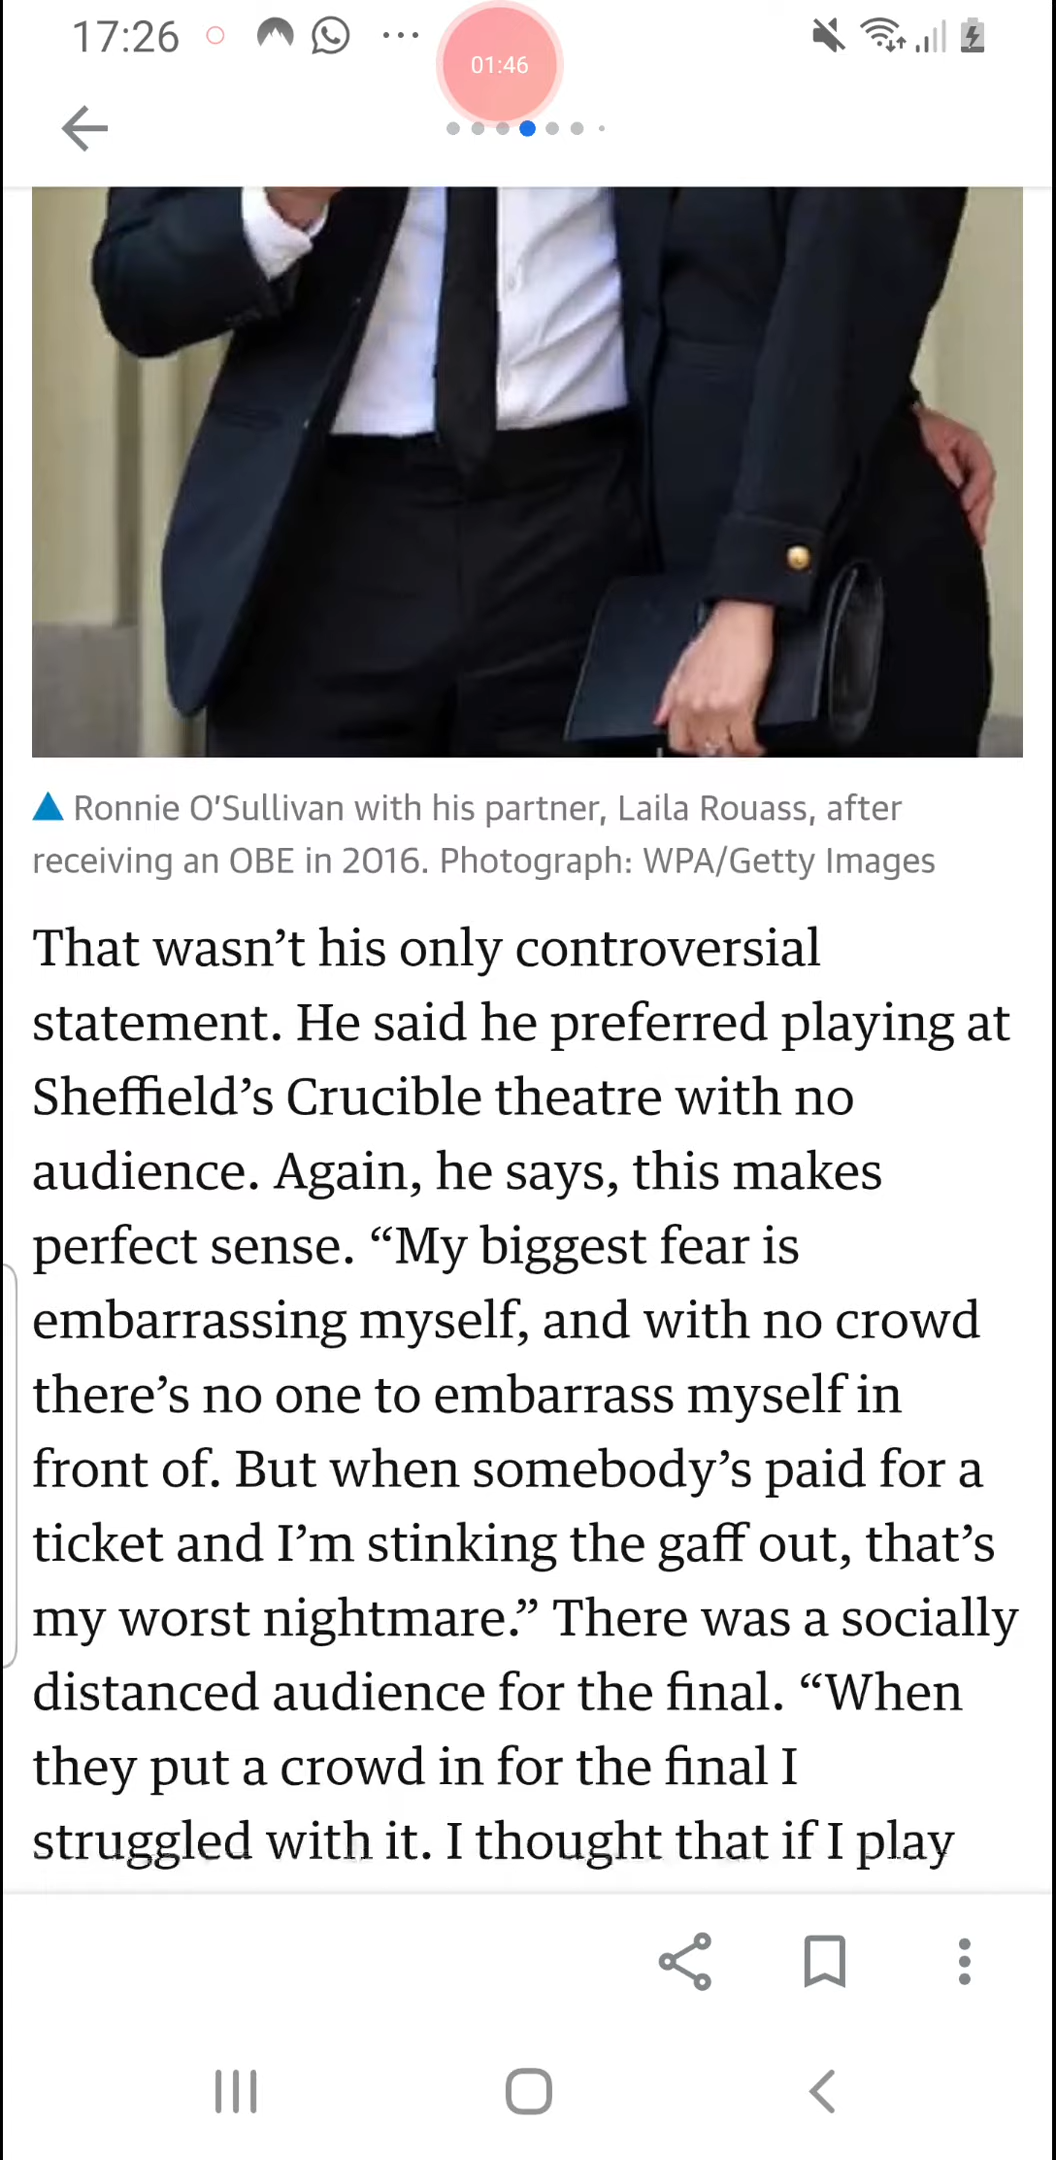 17:26
01:46
Ronnie O'Sullivan with his partner, Laila Rouass, after
receiving an OBE in 2016. Photograph: WPA/Getty Images
That wasn’t his only controversial
statement. He said he preferred playing at
Sheffield’s Crucible theatre with no
audience. Again, he says, this makes
perfect sense. “My biggest fear is
embarrassing myself, and with no crowd
there’s no one to embarrass myself in
front of. But when somebody’s paid for a
ticket and I’m stinking the gaff out, that’s
my worst nightmare.” There was a socially
distanced audience for the final. “When
they put a crowd in for the final I
struggled with it. I thought that if I play